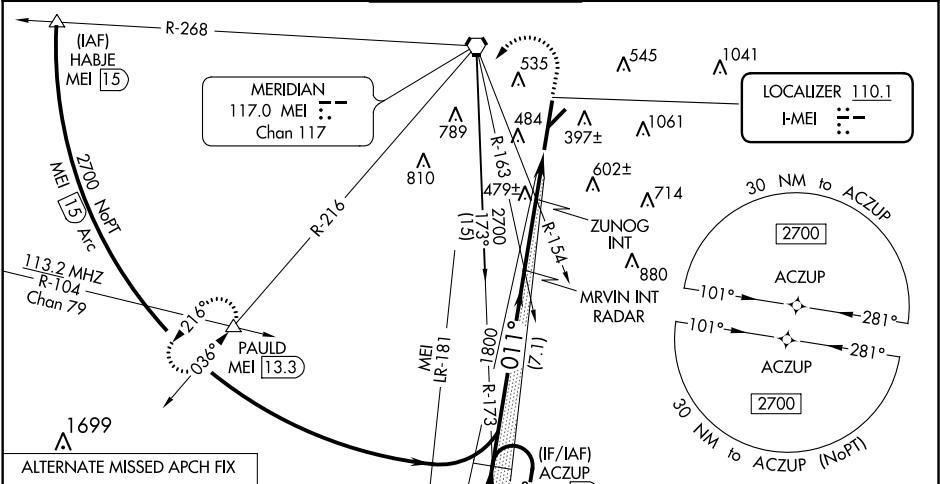 R-268
(IAF)
HABJE
MEI 15
MERIDIAN
117.0 MEI
Chan 117
535
545
1041
LOCALIZER 110.1
I-MEI
789
484
397±
1061
810
R-163
479±
602±
714
2700 NoPT
MEI 15 Arc
R-216
2700
173°
(15)
ZUNOG
INT
R-154
880
MRVIN INT
RADAR
30 NM to ACZUP
2700
ACZUP
101°
281°
101°
281°
ACZUP
2700
30 NM to ACZUP (NoPT)
113.2 MHZ
R-104
Chan 79
216°
036°
PAULD
MEI 13.3
MEI
LR-181
1800
R-173
011°
(7.1)
1699
(IF/IAF)
ACZUP
ALTERNATE MISSED APCH FIX